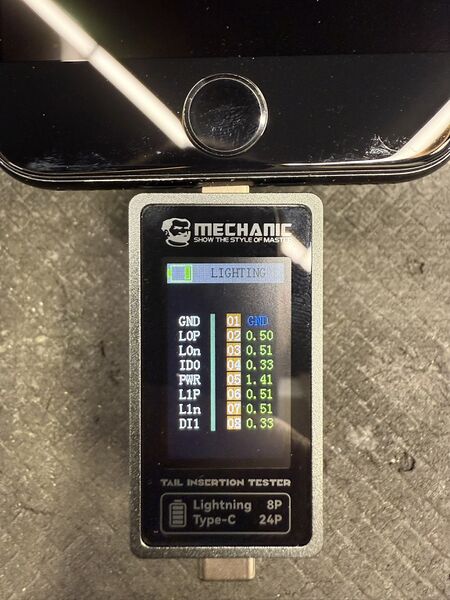 MECHANIC
SHOW THE STYLE OF MASTER
LIGHTING
GND 01 GND
L0P 02 0.50
L0n 03 0.51
ID0 04 0.33
PWR 05 1.41
L1P 06 0.51
L1n 07 0.51
DI1 08 0.33
TAIL INSERTION TESTER
Lightning 8P
Type-C 24P